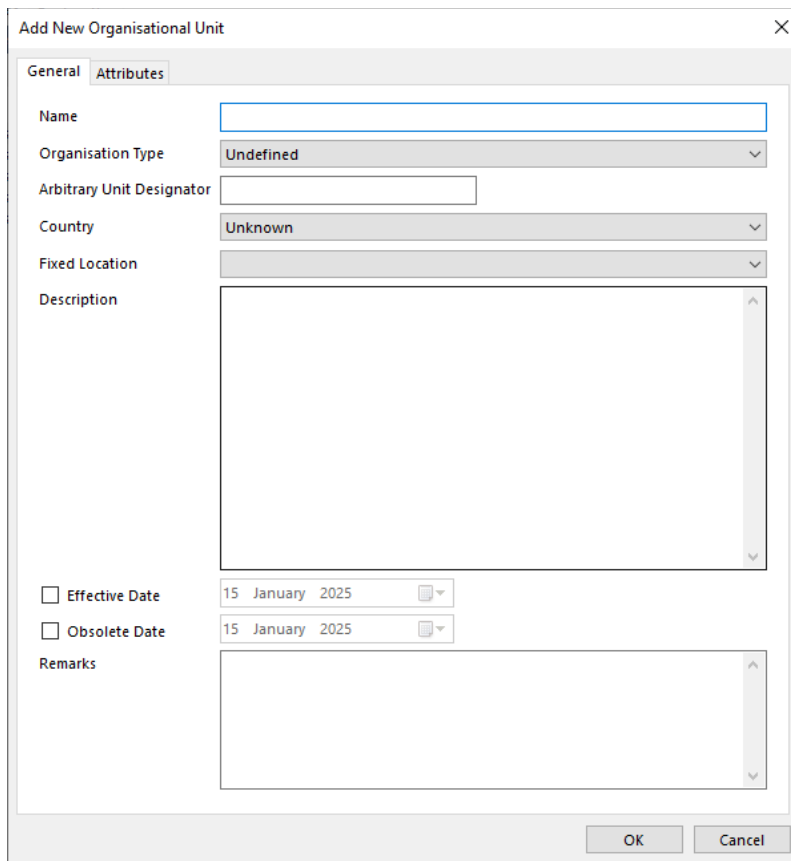 Add New Organisational Unit
General Attributes
Name
Organisation Type Undefined
Arbitrary Unit Designator
Country Unknown
Fixed Location
Description
Effective Date 15 January 2025
Obsolete Date 15 January 2025
Remarks
OK Cancel